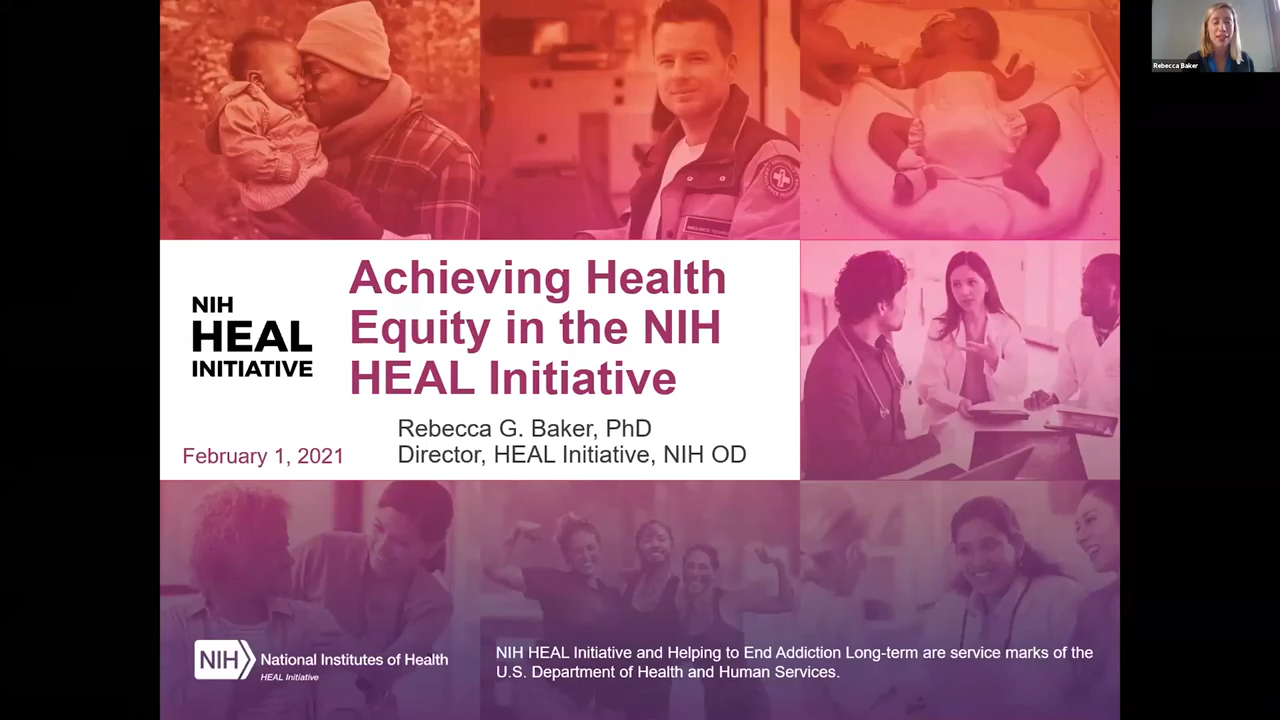 Rebecca Baker
NIH
HEAL
INITIATIVE
Achieving Health
Equity in the NIH
HEAL Initiative
Rebecca G. Baker, PhD
Director, HEAL Initiative, NIH OD
February 1, 2021
NIH
National Institutes of Health
HEAL Initiative
NIH HEAL Initiative and Helping to End Addiction Long-term are service marks of the
U.S. Department of Health and Human Services.